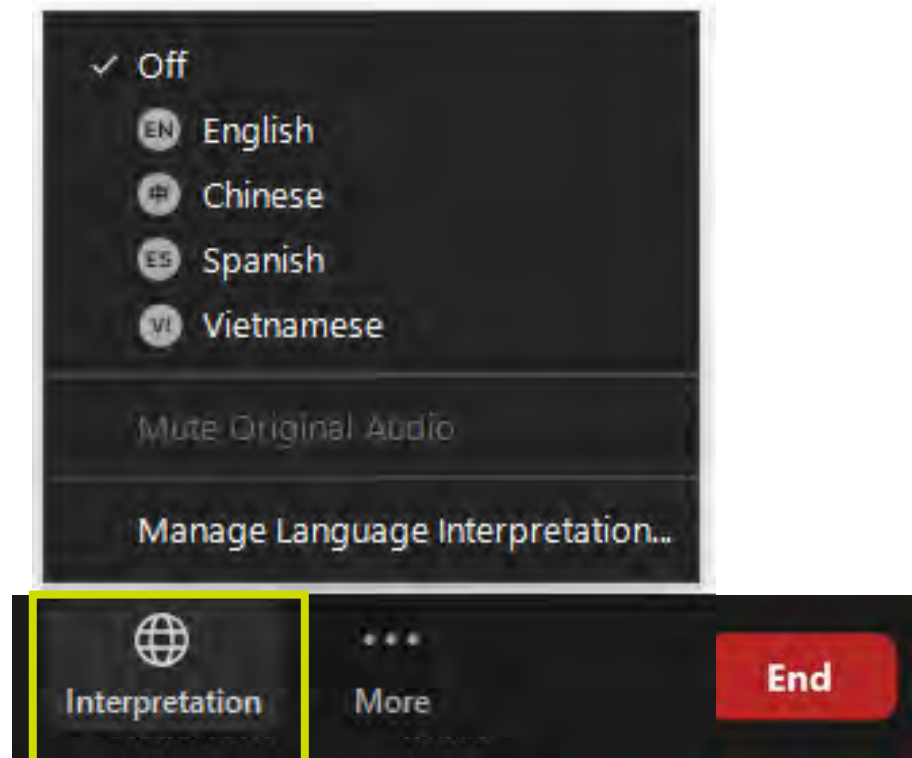 ✓ Off
EN English
中 Chinese
ES Spanish
VI Vietnamese
Mute Original Audio
Manage Language Interpretation...
Interpretation
More
End